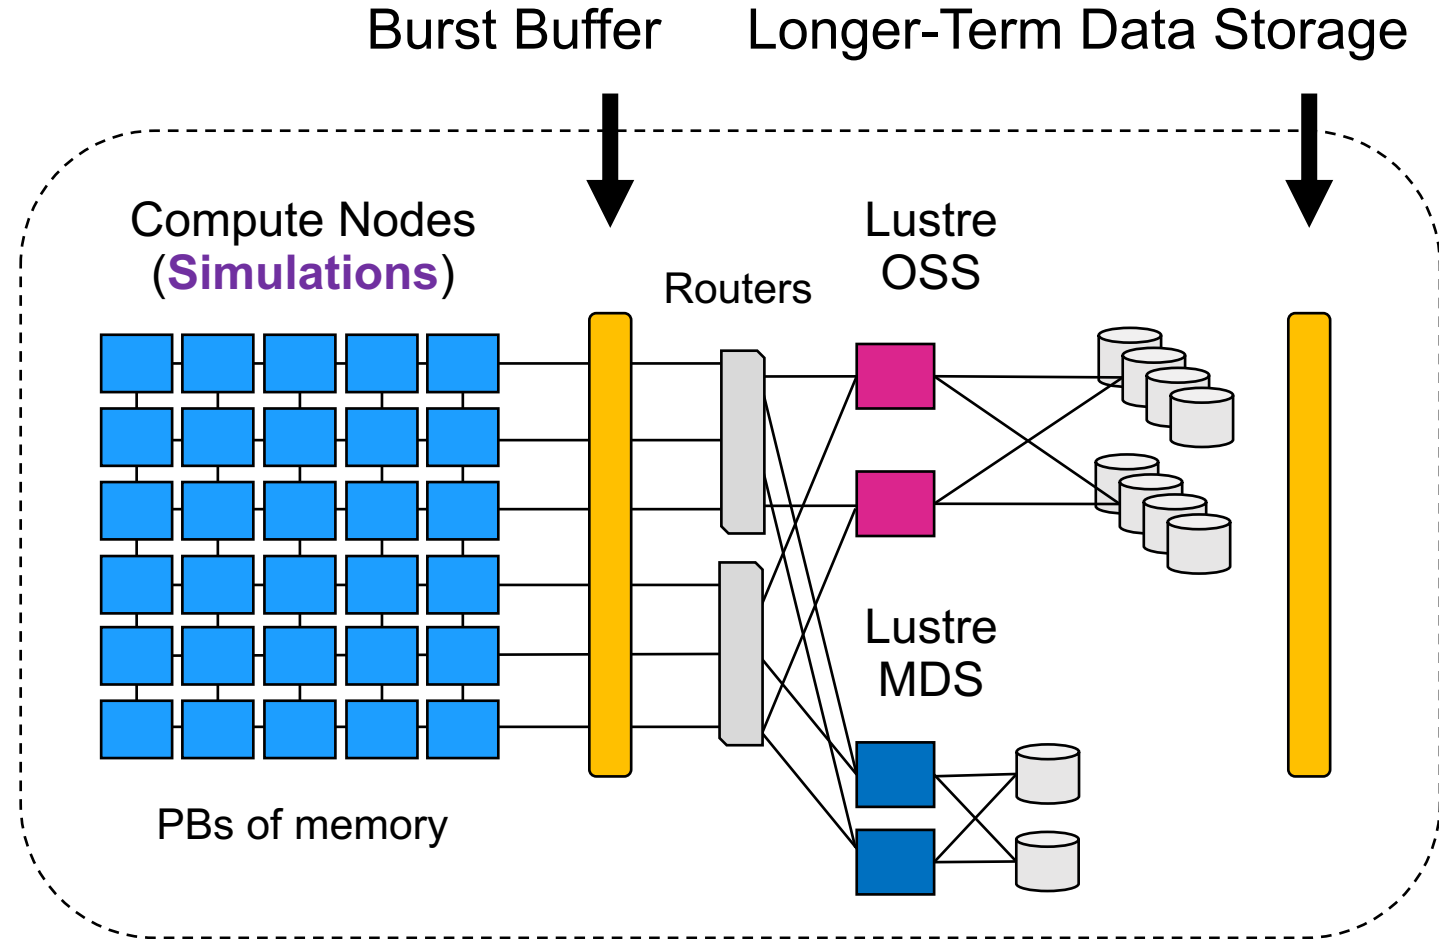 Burst Buffer
Longer-Term Data Storage
Compute Nodes
(Simulations)
Routers
Lustre
OSS
Lustre
MDS
PBs of memory